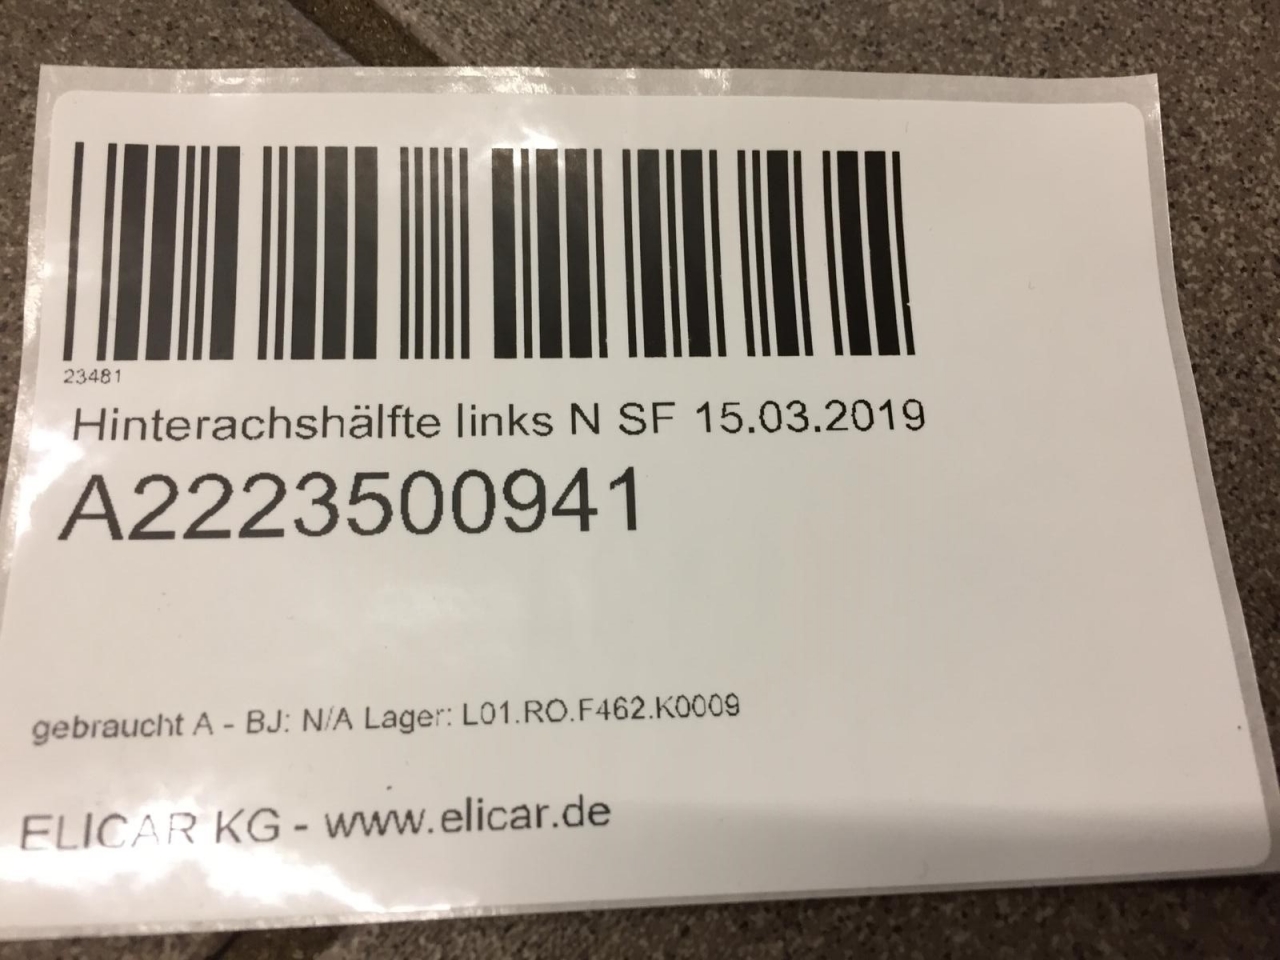 23481
Hinterachshälfte links N SF 15.03.2019
A2223500941
gebraucht A - BJ: N/A Lager: L01.RO.F462.K0009
ELICAR KG - www.elicar.de